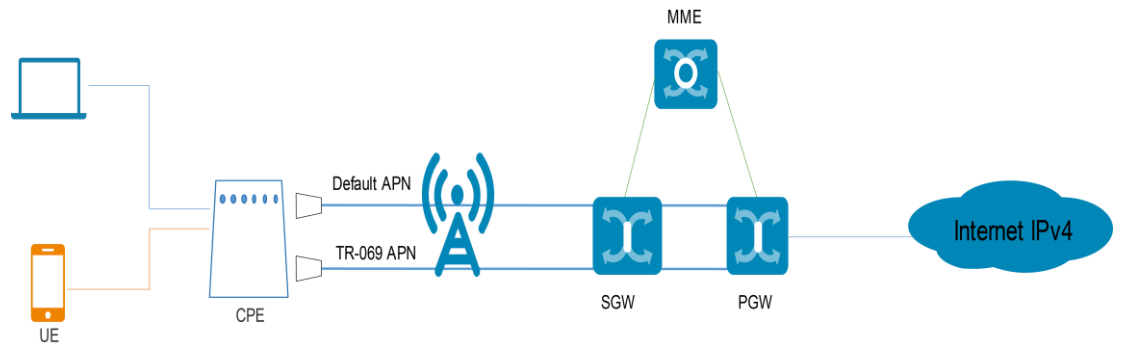 MME
Default APN
TR-069 APN
Internet IPv4
SGW
PGW
CPE
UE